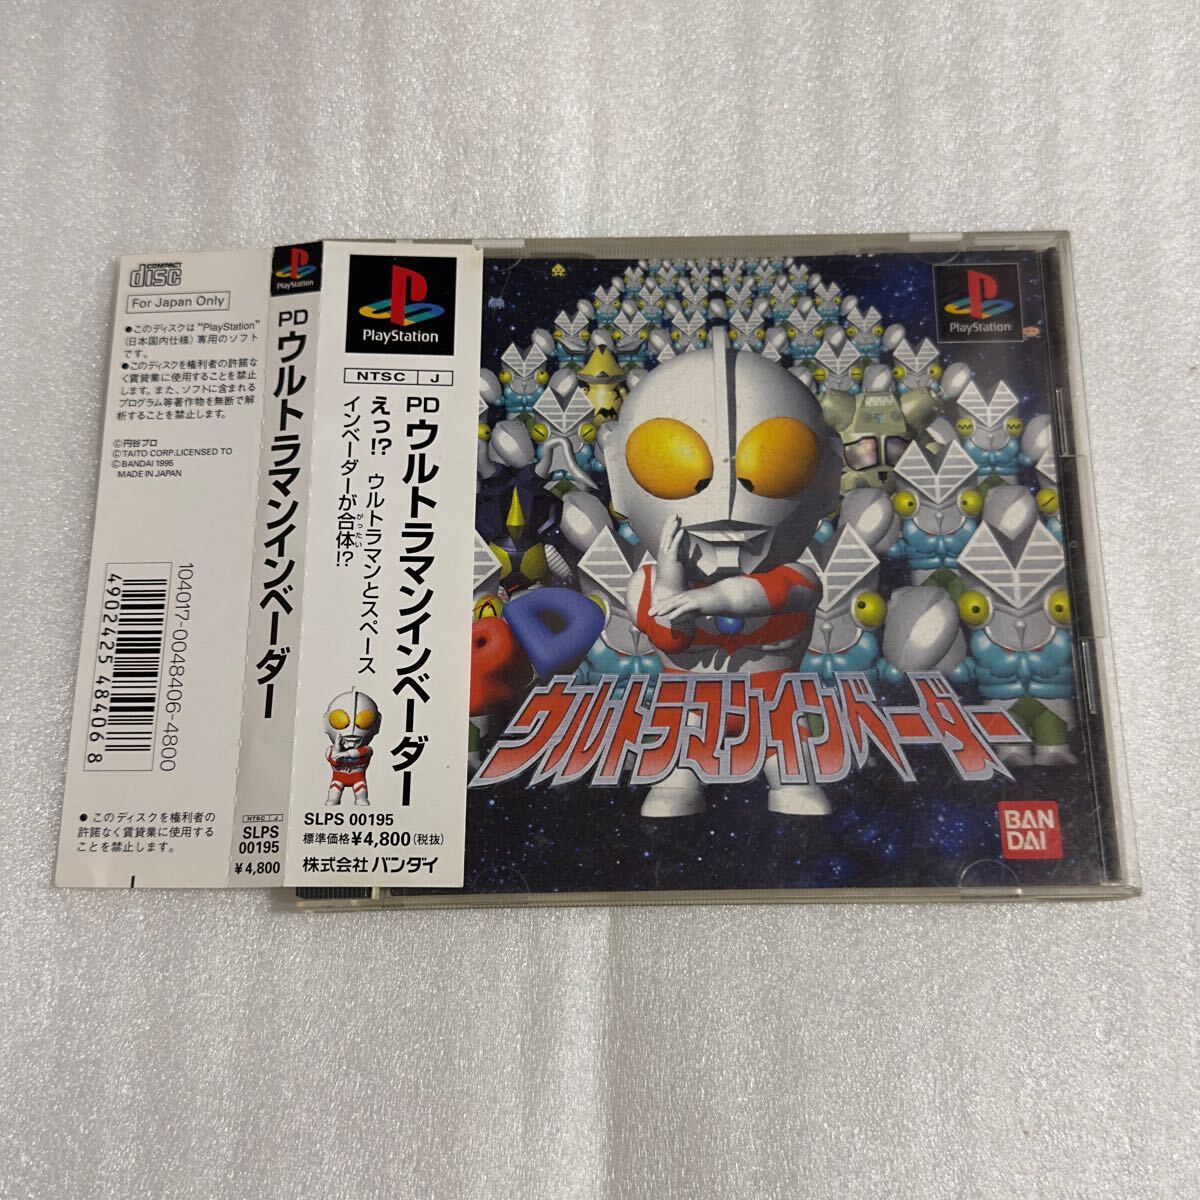 COMPACT
disc
For Japan Only
●このディスクは"PlayStation"
(日本国内仕様)専用のソフト
です。
●このディスクを権利者の許諾な
く賃貸業に使用することを禁止
します。また、ソフトに含まれる
プログラム等著作物を無断で解
析することを禁止します。
©円谷プロ
©TAITO CORP.LICENSED TO
©BANDAI 1995
MADE IN JAPAN
104017-0048406-4800
4902425484068
●このディスクを権利者の
許諾なく賃貸業に使用する
ことを禁止します。
PlayStation
PDウルトラマンインベーダー
NTSC J
SLPS
00195
¥4,800
PlayStation
NTSC J
PDウルトラマンインベーダー
えっ!? ウルトラマンとスペース
インベーダーが合体!?
がったい
SLPS 00195
標準価格¥4,800(税抜)
株式会社バンダイ
PlayStation
PD
ウルトラマンインベーダー
BAN
DAI